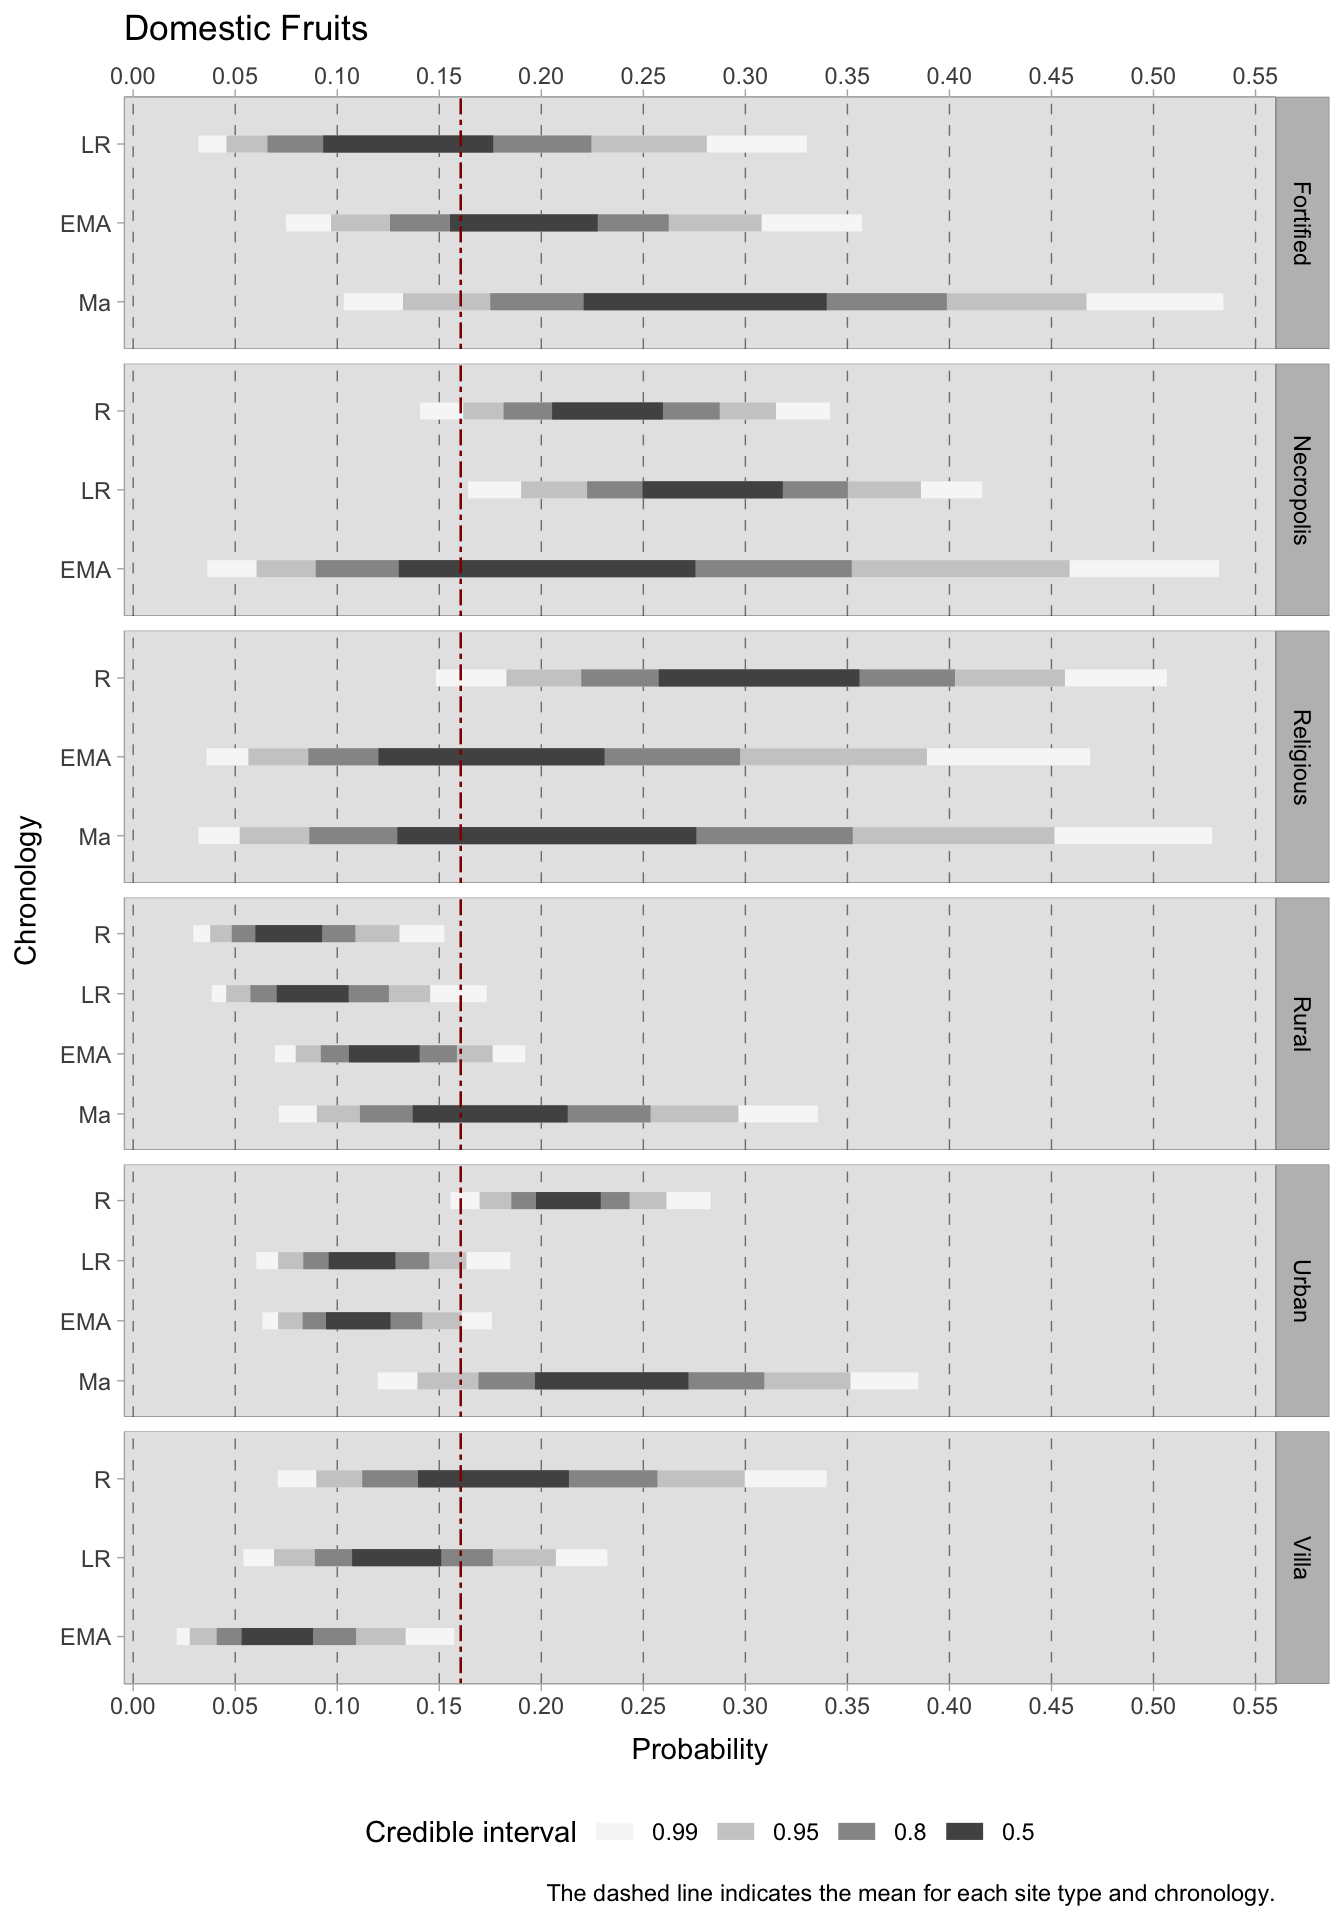 Domestic Fruits
0.00 0.05 0.10 0.15 0.20 0.25 0.30 0.35 0.40 0.45 0.50 0.55
LR
EMA
Ma
Fortified
R
LR
EMA
Necropolis
R
EMA
Ma
Religious
Chronology
R
LR
EMA
Ma
Rural
R
LR
EMA
Ma
Urban
R
LR
EMA
Villa
0.00 0.05 0.10 0.15 0.20 0.25 0.30 0.35 0.40 0.45 0.50 0.55
Probability
Credible interval 0.99 0.95 0.8 0.5
The dashed line indicates the mean for each site type and chronology.